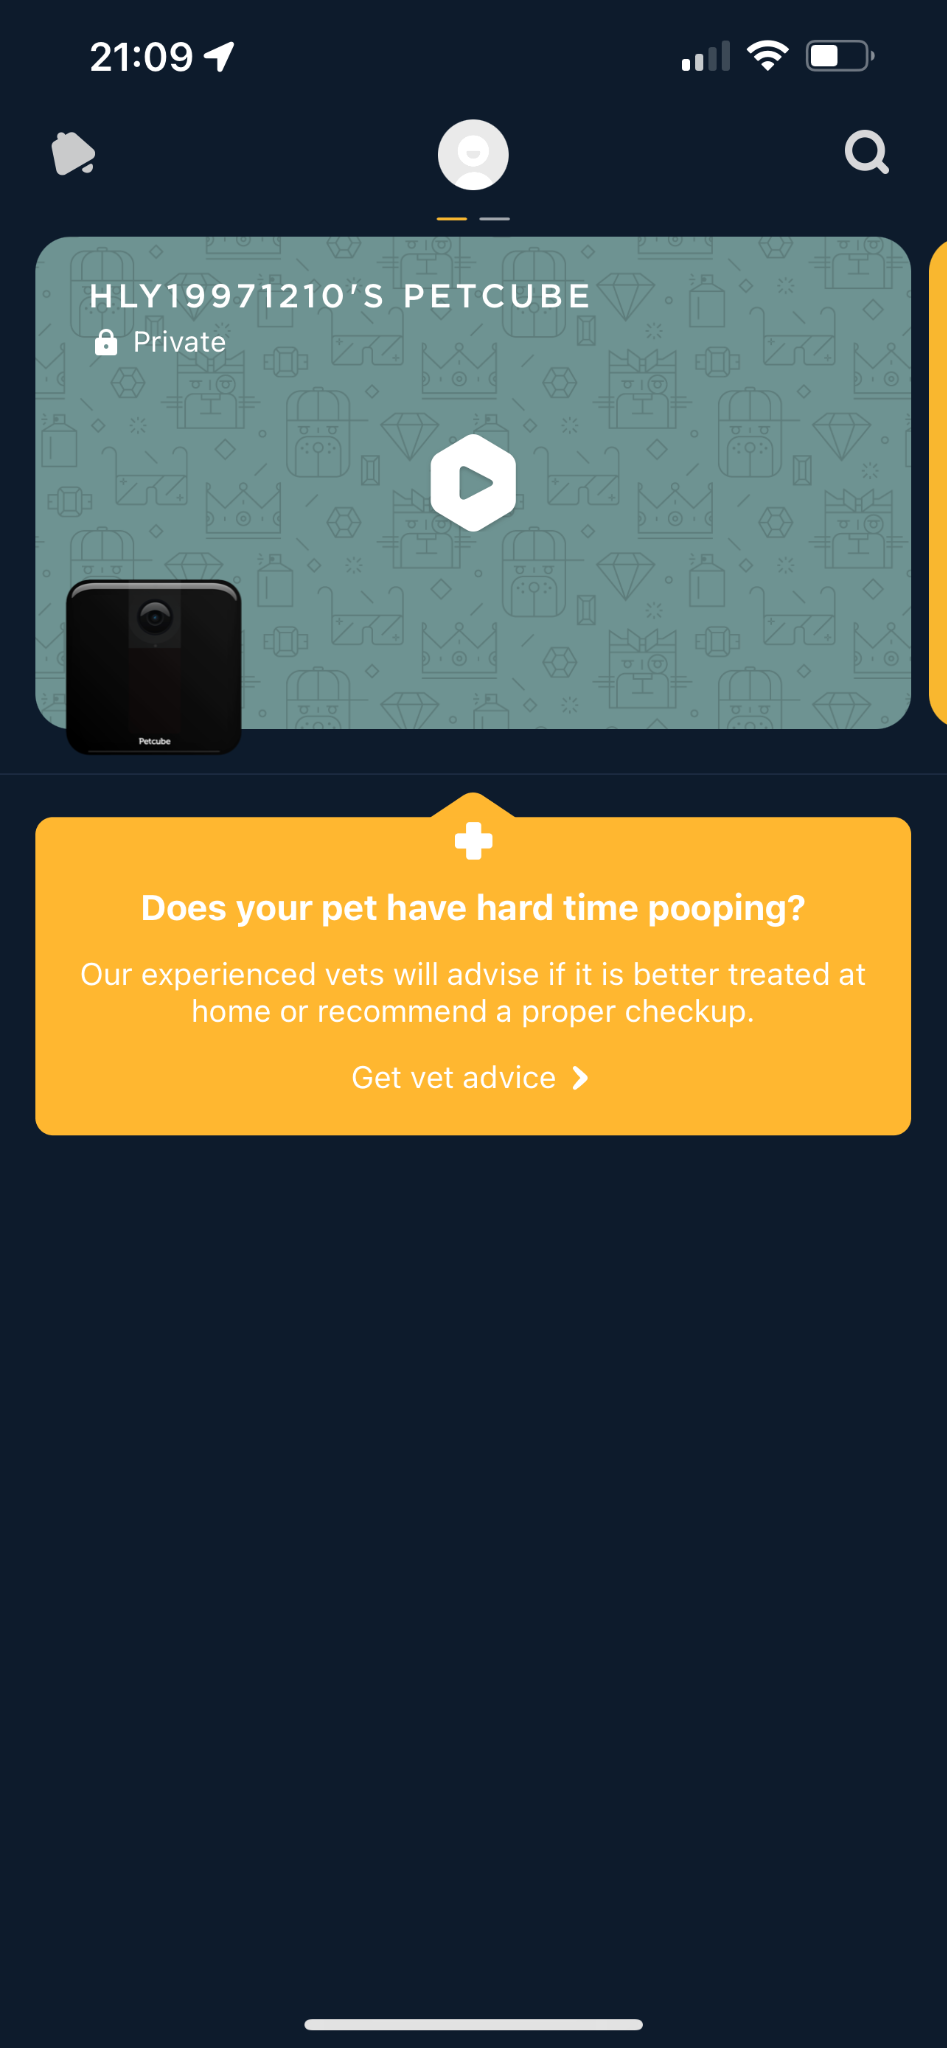 21:09
HLY19971210'S PETCUBE
Private
Petcube
Does your pet have hard time pooping?
Our experienced vets will advise if it is better treated at
home or recommend a proper checkup.
Get vet advice